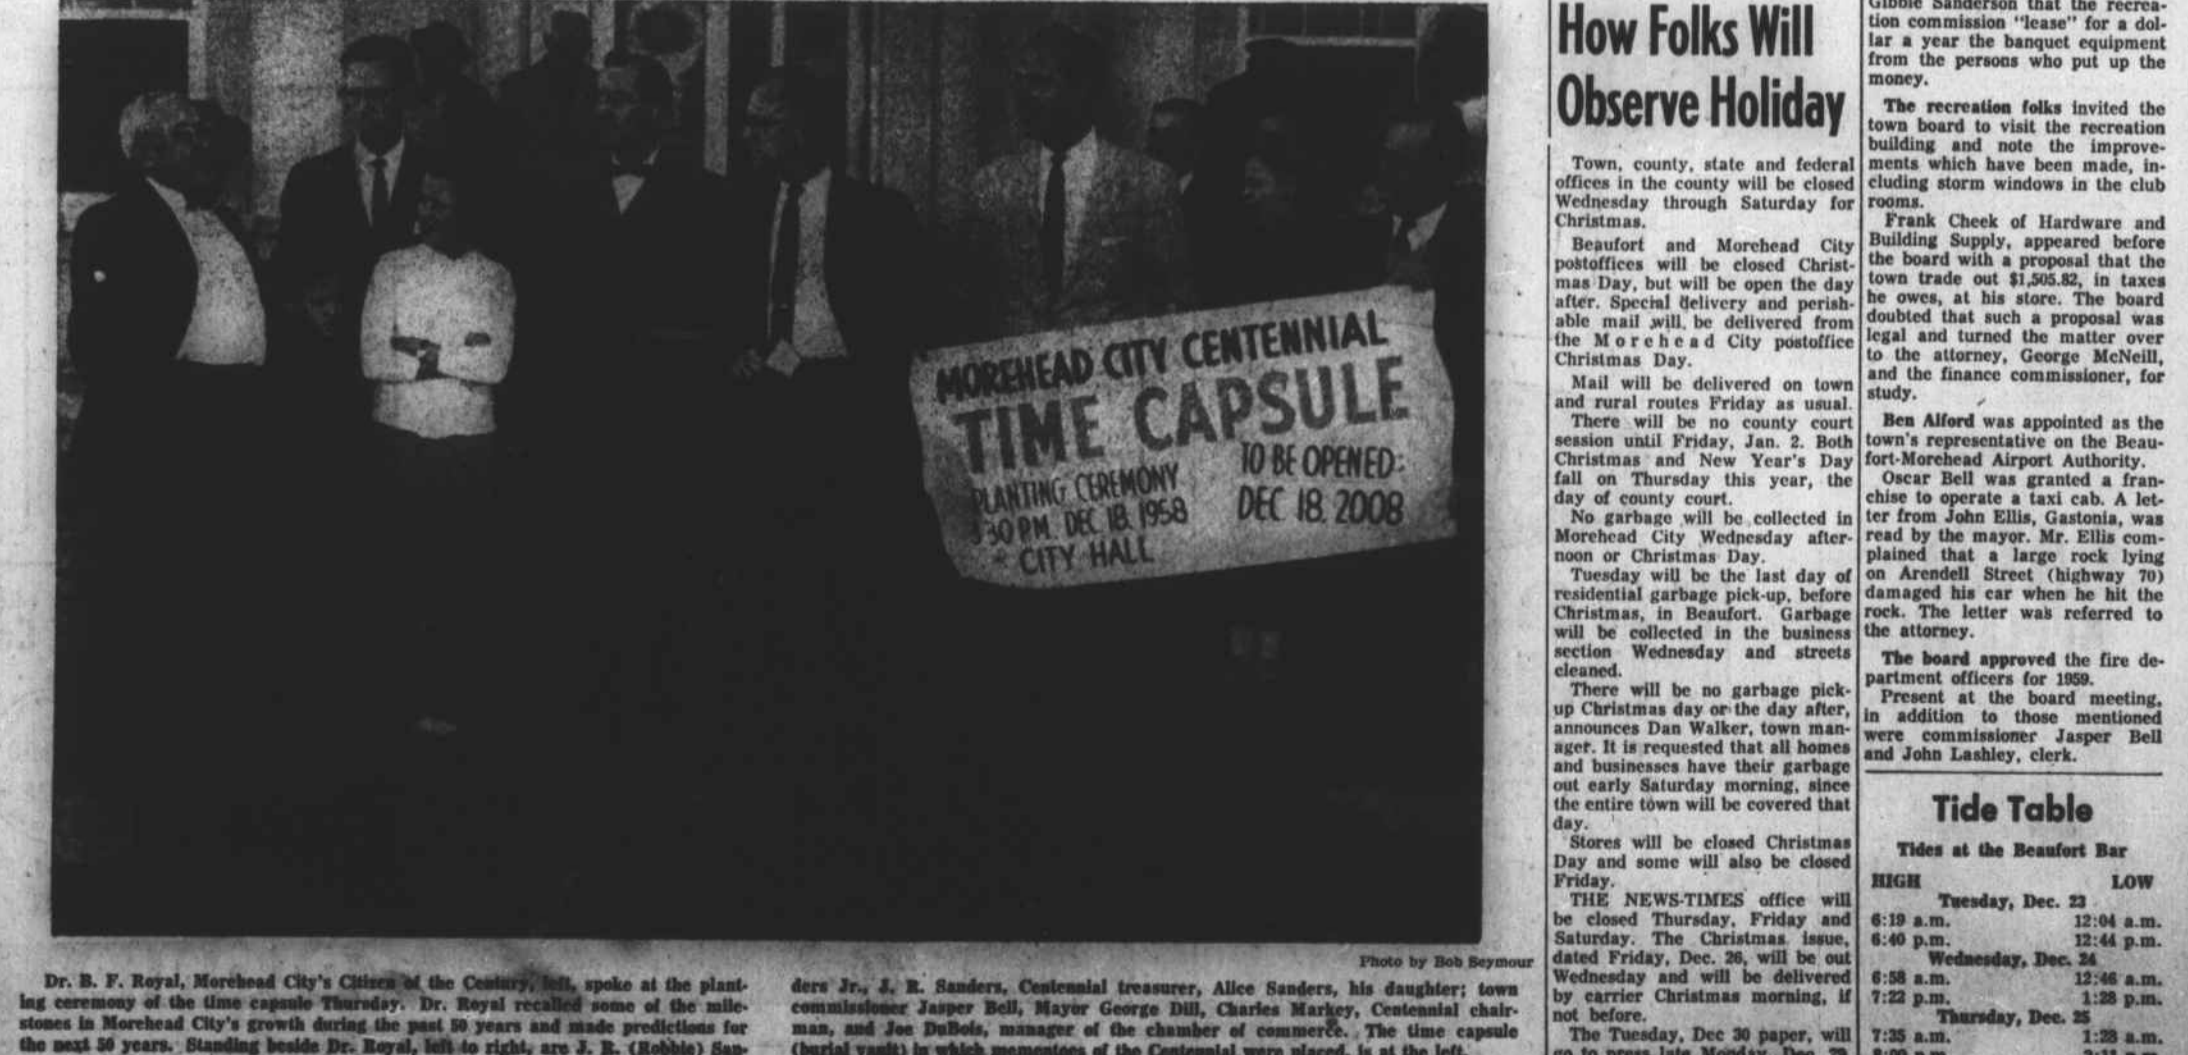 MOREHEAD CITY CENTENNIAL
TIME CAPSULE
PLANTING CEREMONY
30 P.M. DEC 18, 1958
CITY HALL
TO BE OPENED:
DEC 18. 2008
Photo by Bob Seymour
Dr. B. F. Royal, Morehead City's Citizen of the Century, left, spoke at the plant-
ing ceremony of the time capsule Thursday. Dr. Royal recalled some of the mile-
stones in Morehead City's growth during the past 50 years and made predictions for
the next 50 years. Standing beside Dr. Royal, left to right, are J. R. (Robbie) San-
ders Jr., J. R. Sanders, Centennial treasurer, Alice Sanders, his daughter; town
commissioner Jasper Bell, Mayor George Dill, Charles Markey, Centennial chair-
man, and Joe DuBois, manager of the chamber of commerce. The time capsule
(burial vault) in which mementoes of the Centennial were placed, is at the left.
How Folks Will
Observe Holiday
Town, county, state and federal
offices in the county will be closed
Wednesday through Saturday for
Christmas.
Beaufort and Morehead City
postoffices will be closed Christ-
mas Day, but will be open the day
after. Special delivery and perish-
able mail will be delivered from
the Morehead City postoffice
Christmas Day.
Mail will be delivered on town
and rural routes Friday as usual.
There will be no county court
session until Friday, Jan. 2. Both
Christmas and New Year's Day
fall on Thursday this year, the
day of county court.
No garbage will be collected in
Morehead City Wednesday after-
noon or Christmas Day.
Tuesday will be the last day of
residential garbage pick-up, before
Christmas, in Beaufort. Garbage
will be collected in the business
section Wednesday and streets
cleaned.
There will be no garbage pick-
up Christmas day or the day after,
announces Dan Walker, town man-
ager. It is requested that all homes
and businesses have their garbage
out early Saturday morning, since
the entire town will be covered that
day.
Stores will be closed Christmas
Day and some will also be closed
Friday.
THE NEWS-TIMES office will
be closed Thursday, Friday and
Saturday. The Christmas issue,
dated Friday, Dec. 26, will be out
Wednesday and will be delivered
by carrier Christmas morning, if
not before.
The Tuesday, Dec 30 paper, will
go to press late Monday, Dec. 29,
Gibbie Sanderson that the recrea-
tion commission "lease" for a dol-
lar a year the banquet equipment
from the persons who put up the
money.
The recreation folks invited the
town board to visit the recreation
building and note the improve-
ments which have been made, in-
cluding storm windows in the club
rooms.
Frank Cheek of Hardware and
Building Supply, appeared before
the board with a proposal that the
town trade out $1,505.82, in taxes
he owes, at his store. The board
doubted that such a proposal was
legal and turned the matter over
to the attorney, George McNeill,
and the finance commissioner, for
study.
Ben Alford was appointed as the
town's representative on the Beau-
fort-Morehead Airport Authority.
Oscar Bell was granted a fran-
chise to operate a taxi cab. A let-
ter from John Ellis, Gastonia, was
read by the mayor. Mr. Ellis com-
plained that a large rock lying
on Arendell Street (highway 70)
damaged his car when he hit the
rock. The letter was referred to
the attorney.
The board approved the fire de-
partment officers for 1959.
Present at the board meeting,
in addition to those mentioned
were commissioner Jasper Bell
and John Lashley, clerk.
Tide Table
Tides at the Beaufort Bar
HIGH LOW
Tuesday, Dec. 23
6:19 a.m. 12:04 a.m.
6:40 p.m. 12:44 p.m.
Wednesday, Dec. 24
6:58 a.m. 12:46 a.m.
7:22 p.m. 1:28 p.m.
Thursday, Dec. 25
7:35 a.m. 1:28 a.m.